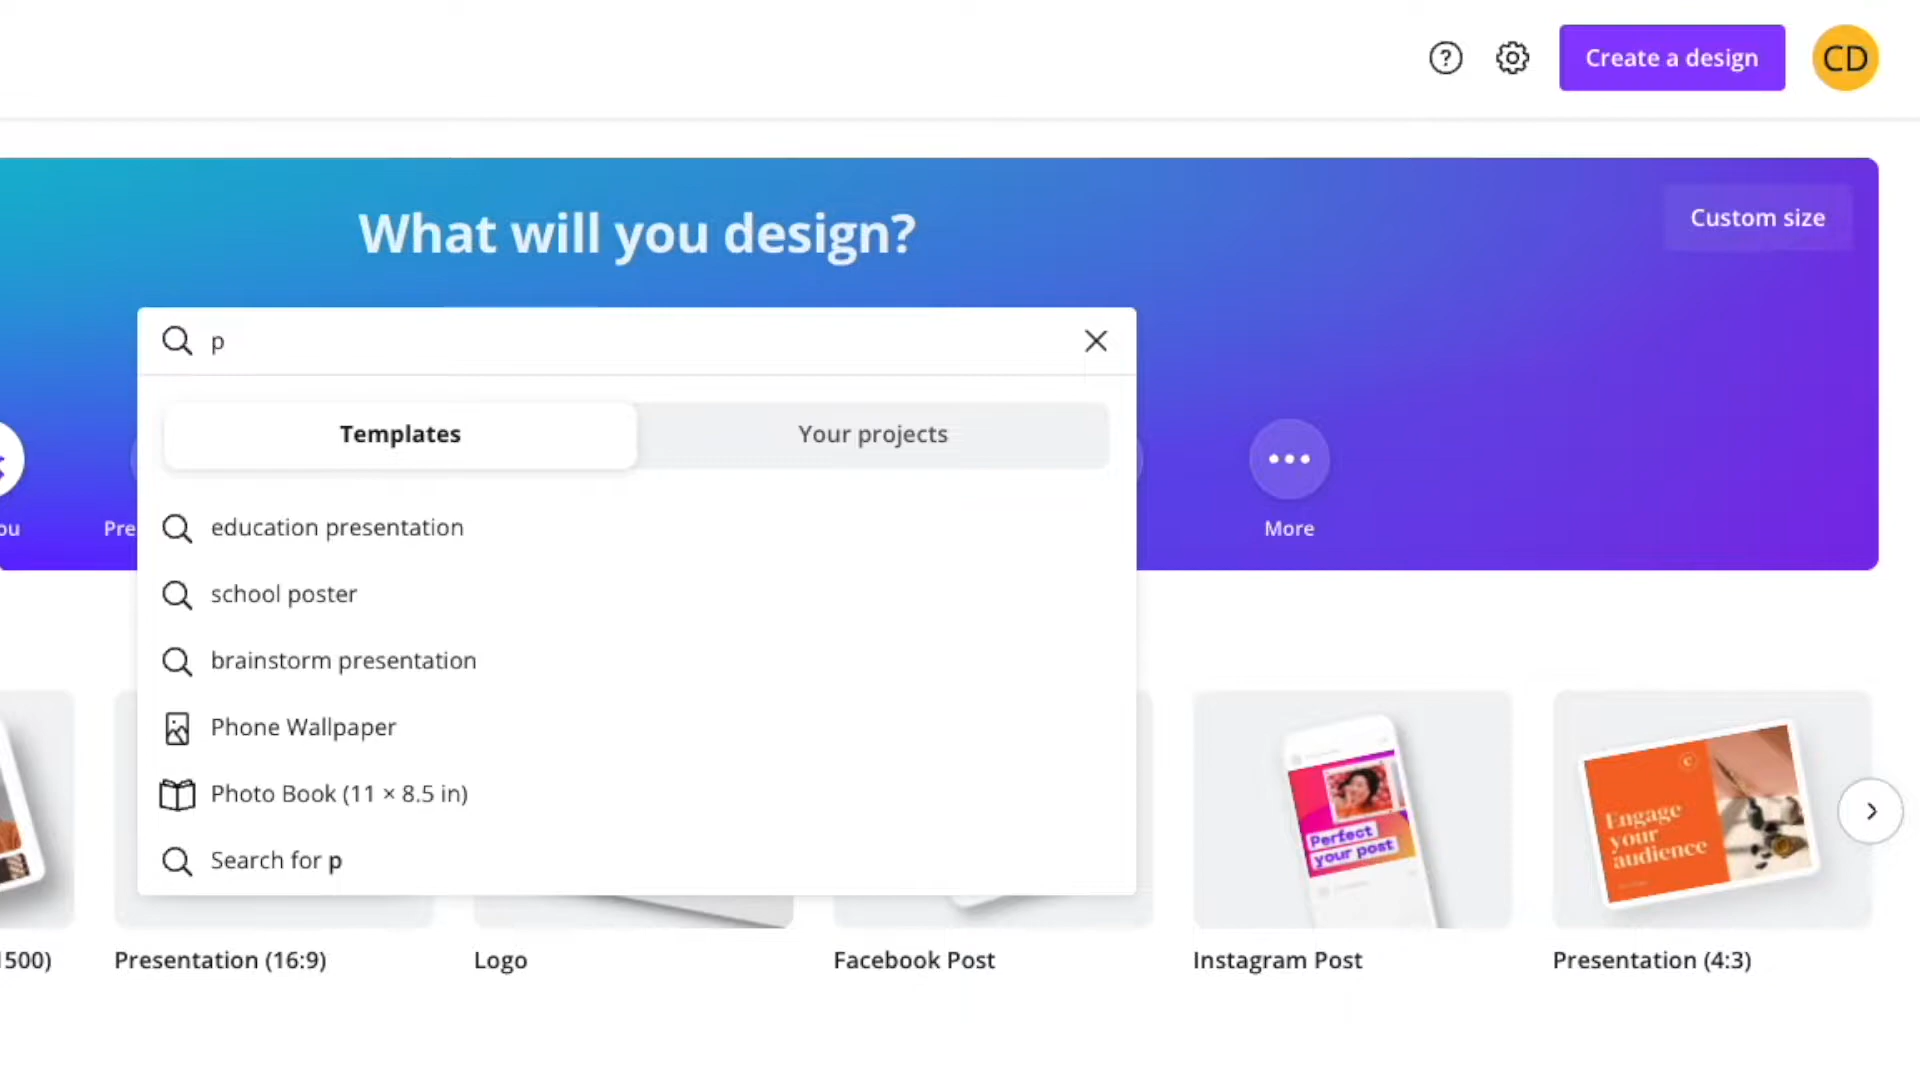 Create a design
CD
What will you design?
Custom size
p
Templates
Your projects
education presentation
ou
Pre
More
school poster
brainstorm presentation
Phone Wallpaper
Photo Book (11 × 8.5 in)
Search for p
Perfect
your post
Engage
your
audience
1500)
Presentation (16:9)
Logo
Facebook Post
Instagram Post
Presentation (4:3)